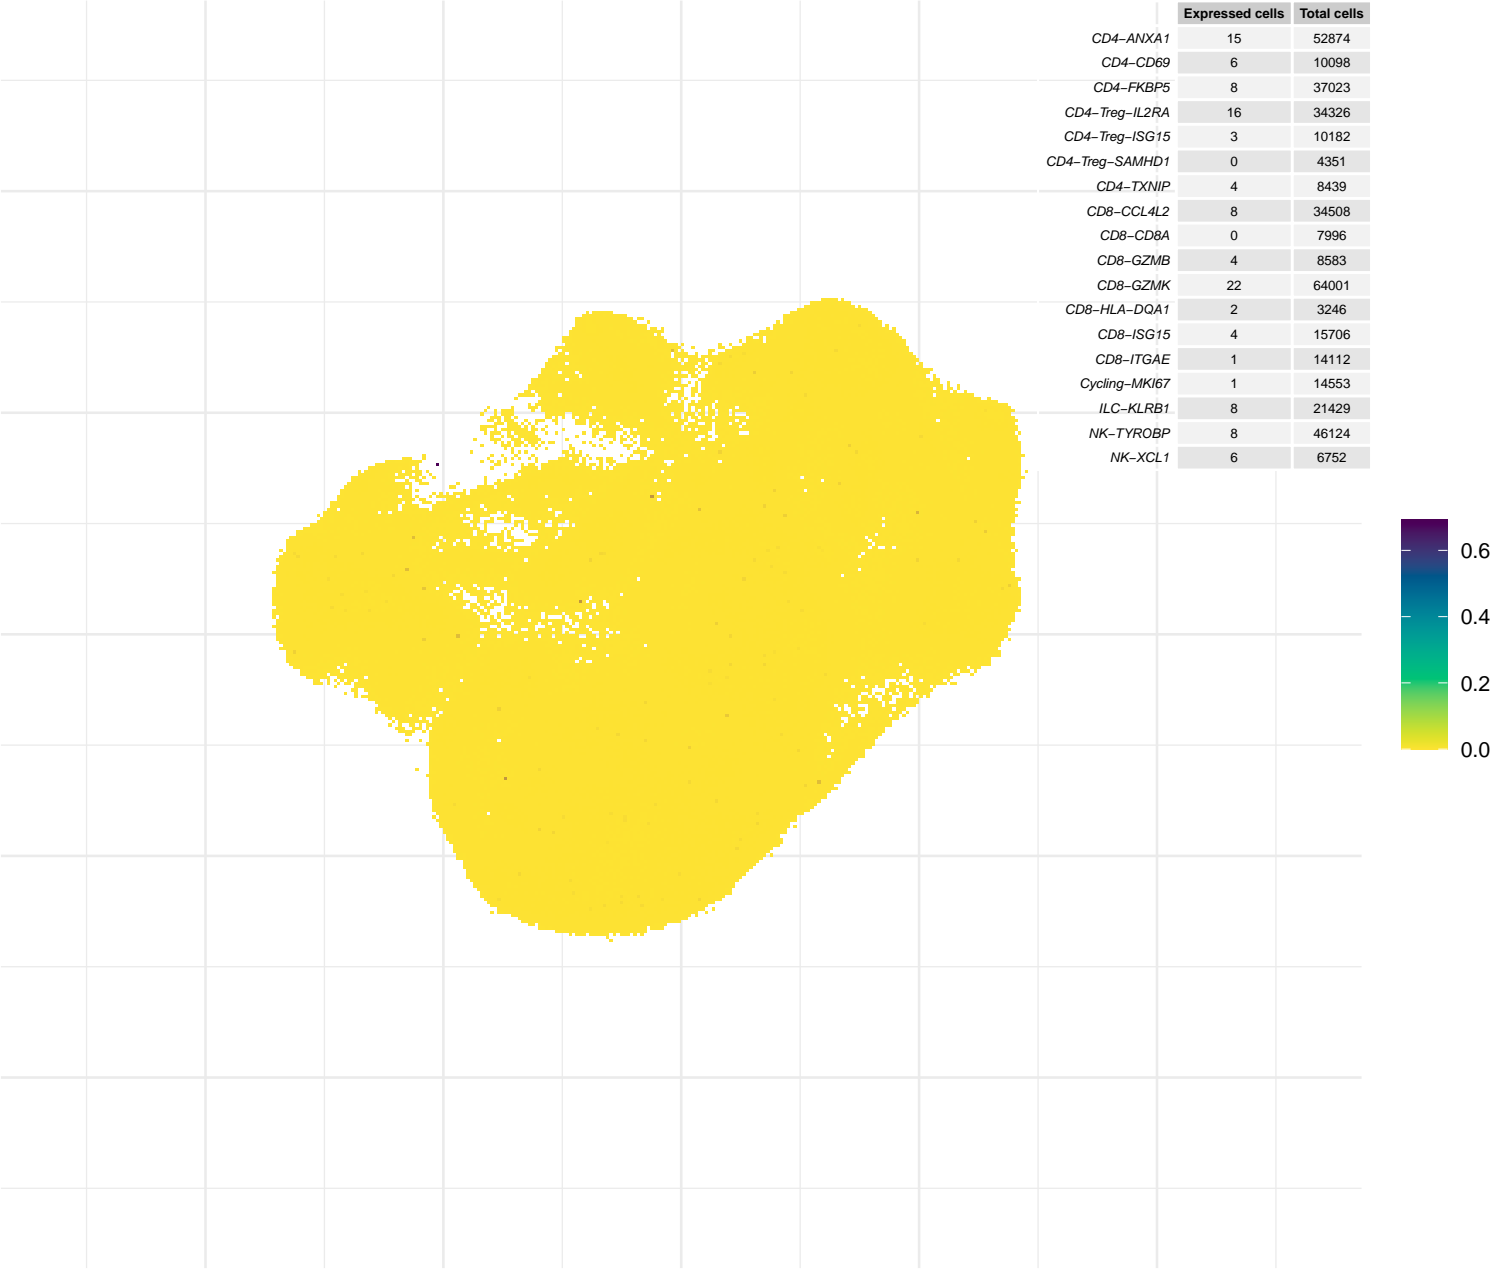 Expressed cells Total cells
CD4−ANXA1 15 52874
CD4−CD69 6 10098
CD4−FKBP5 8 37023
CD4−Treg−IL2RA 16 34326
CD4−Treg−ISG15 3 10182
CD4−Treg−SAMHD1 0 4351
CD4−TXNIP 4 8439
CD8−CCL4L2 8 34508
CD8−CD8A 0 7996
CD8−GZMB 4 8583
CD8−GZMK 22 64001
CD8−HLA−DQA1 2 3246
CD8−ISG15 4 15706
CD8−ITGAE 1 14112
Cycling−MKI67 1 14553
ILC−KLRB1 8 21429
NK−TYROBP 8 46124
NK−XCL1 6 6752
0.6
0.4
0.2
0.0